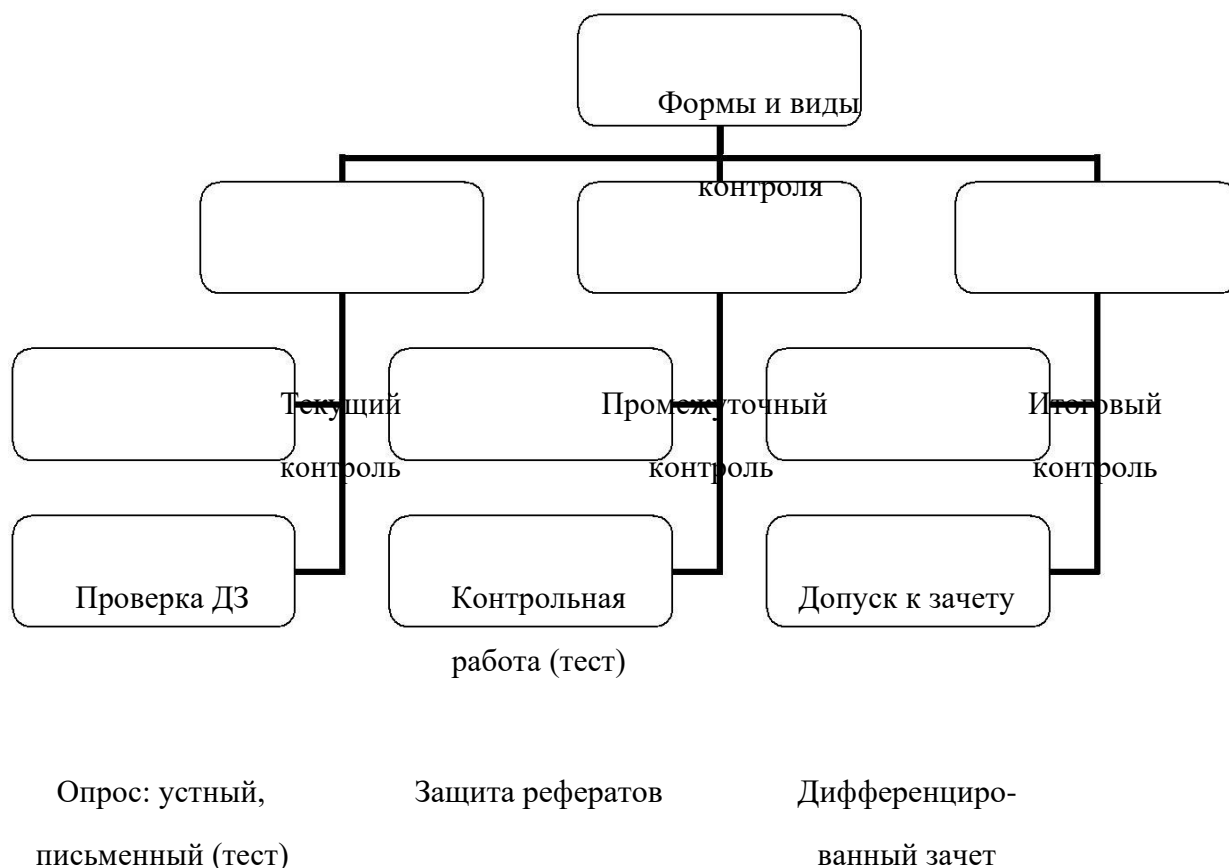 Формы и виды
контроля
Текущий
контроль
Промежуточный
контроль
Итоговый
контроль
Проверка ДЗ
Контрольная
работа (тест)
Допуск к зачету
Опрос: устный,
письменный (тест)
Защита рефератов
Дифференциро-
ванный зачет